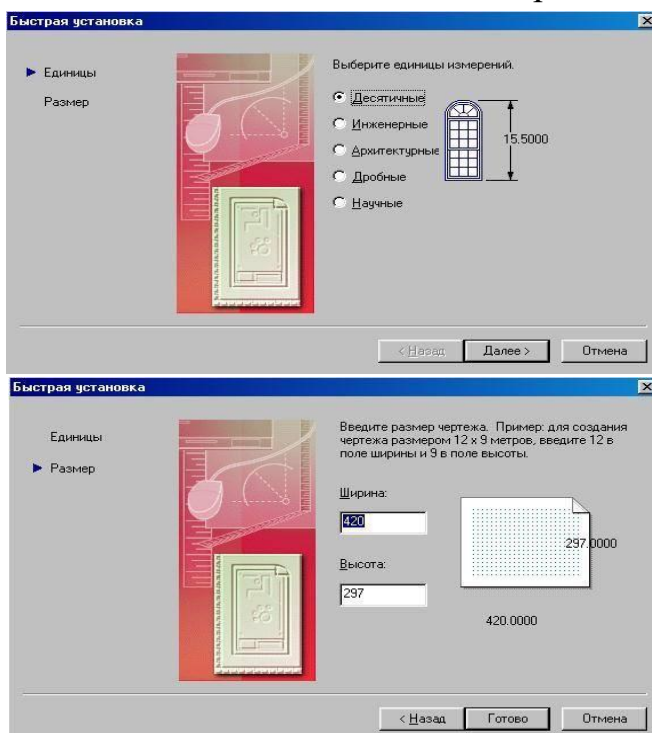 Быстрая установка
Единицы
Размер
Выберите единицы измерений.
Десятичные
Инженерные
Архитектурные
Дробные
Научные
15.5000
< Назад
Далее >
Отмена
Быстрая установка
Единицы
Размер
Введите размер чертежа. Пример: для создания
чертежа размером 12 x 9 метров, введите 12 в
поле ширины и 9 в поле высоты.
Ширина:
420
Высота:
297
297.0000
420.0000
< Назад
Готово
Отмена